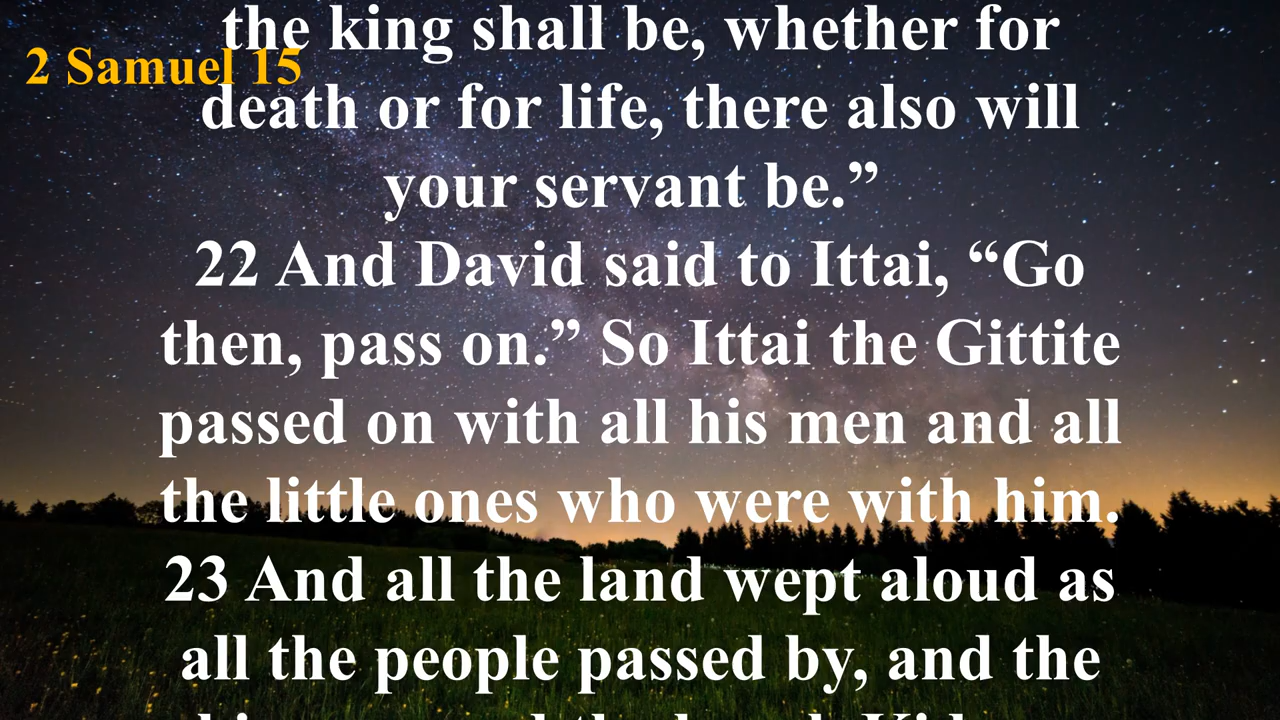 2 Samuel 15
the king shall be, whether for
death or for life, there also will
your servant be.”
22 And David said to Ittai, “Go
then, pass on.” So Ittai the Gittite
passed on with all his men and all
the little ones who were with him.
23 And all the land wept aloud as
all the people passed by, and the